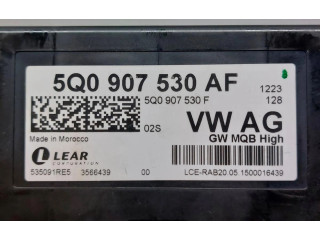 5Q0 907 530 AF
1223
5Q0 907 530 F
128
02S
VW AG
Made in Morocco
GW MQB High
LEAR
CORPORATION
535091RE5 3566439 00 LCE-RAB20.05.1500016439